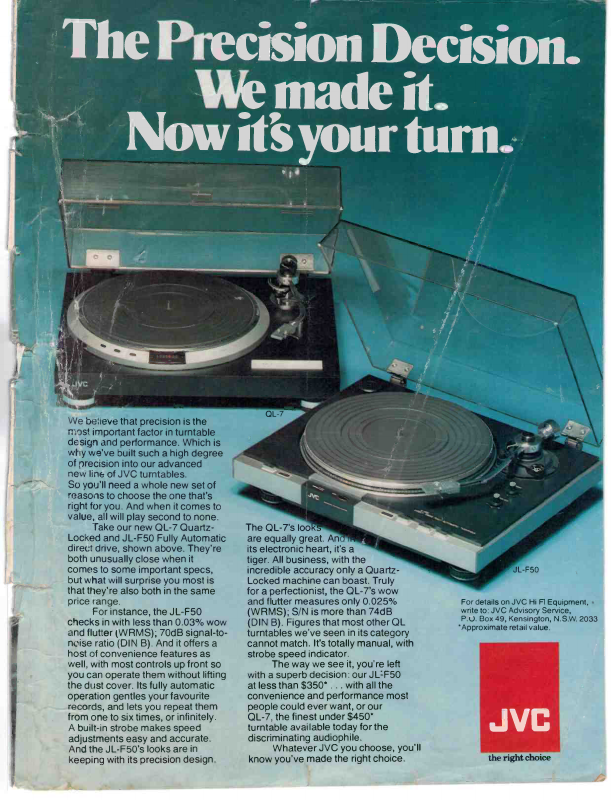 The Precision Decision.
We made it.
Now it's your turn.
JVC
QL-7
JVC
JL-F50
We believe that precision is the
most important factor in turntable
design and performance. Which is
why we've built such a high degree
of precision into our advanced
new line of JVC turntables.
So you'll need a whole new set of
reasons to choose the one that's
right for you. And when it comes to
value, all will play second to none.
Take our new QL-7 Quartz-
Locked and JL-F50 Fully Automatic
direct drive, shown above. They're
both unusually close when it
comes to some important specs,
but what will surprise you most is
that they're also both in the same
price range.
For instance, the JL-F50
checks in with less than 0.03% wow
and flutter (WRMS); 70dB signal-to-
noise ratio (DIN B). And it offers a
host of convenience features as
well, with most controls up front so
you can operate them without lifting
the dust cover. Its fully automatic
operation gentles your favourite
records, and lets you repeat them
from one to six times, or infinitely.
A built-in strobe makes speed
adjustments easy and accurate.
And the JL-F50's looks are in
keeping with its precision design.
The QL-7's looks
are equally great. And
its electronic heart, it's a
tiger. All business, with the
incredible accuracy only a Quartz-
Locked machine can boast. Truly
for a perfectionist, the QL-7's wow
and flutter measures only 0.025%
(WRMS); S/N is more than 74dB
(DIN B). Figures that most other QL
turntables we've seen in its category
cannot match. It's totally manual, with
strobe speed indicator.
The way we see it, you're left
with a superb decision: our JL-F50
at less than $350* . . . with all the
convenience and performance most
people could ever want, or our
QL-7, the finest under $450*
turntable available today for the
discriminating audiophile.
Whatever JVC you choose, you'll
know you've made the right choice.
For details on JVC Hi Fi Equipment,
write to: JVC Advisory Service,
P.O. Box 49, Kensington, N.S.W. 2033
*Approximate retail value.
JVC
the right choice